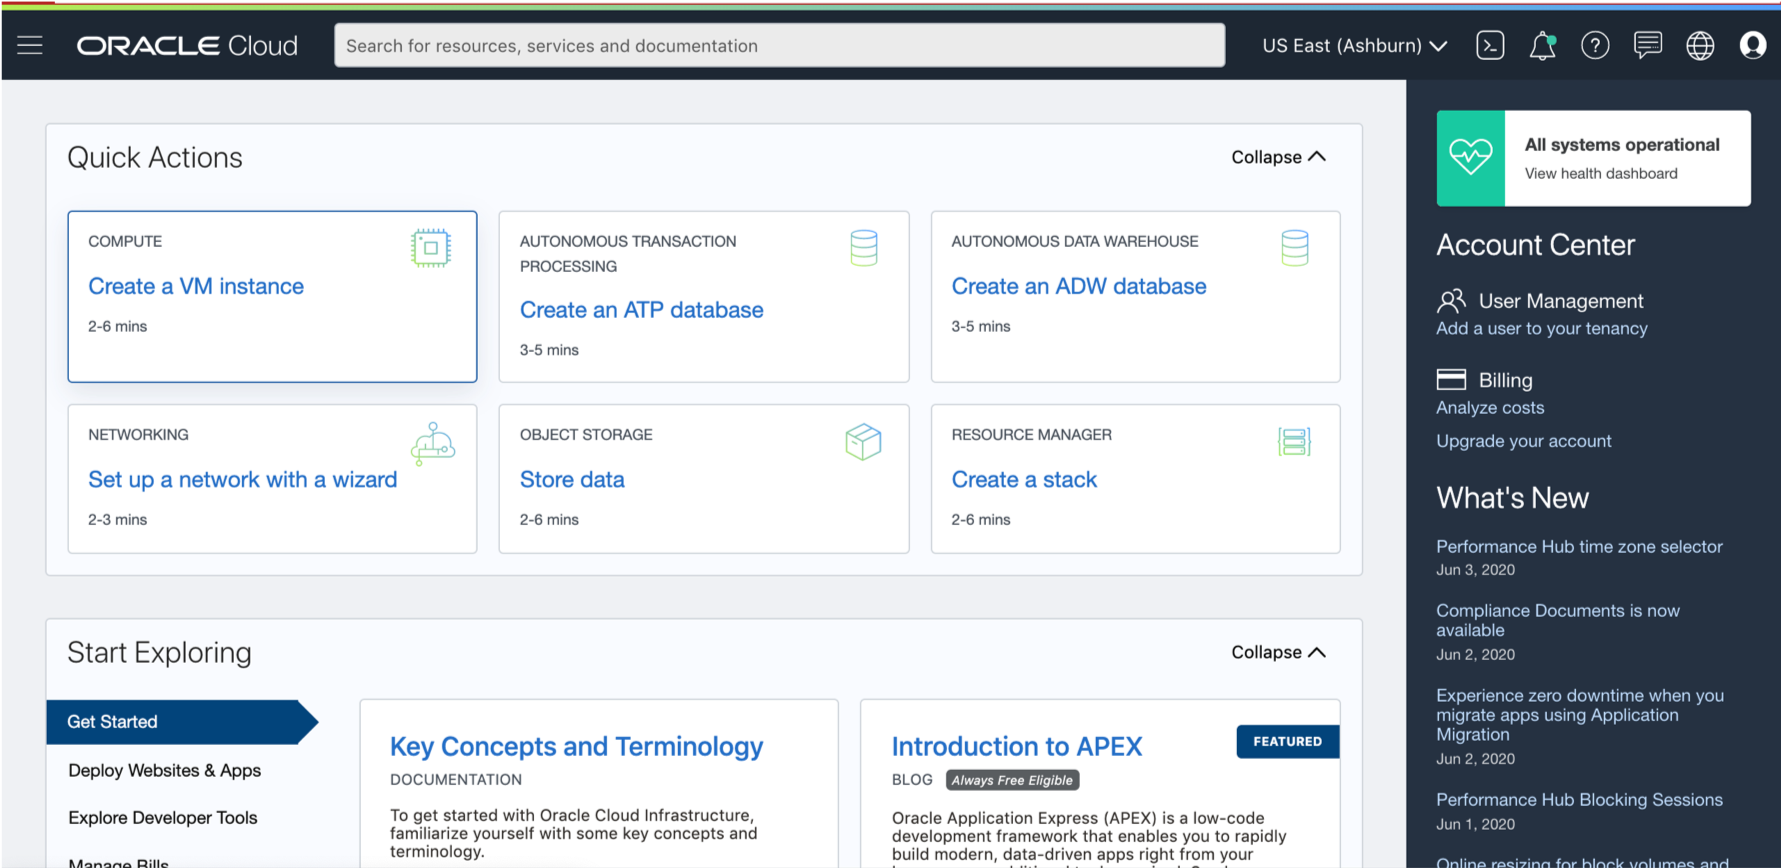 ORACLE Cloud
Search for resources, services and documentation
US East (Ashburn)
Quick Actions
Collapse
COMPUTE
Create a VM instance
2-6 mins
AUTONOMOUS TRANSACTION
PROCESSING
Create an ATP database
3-5 mins
AUTONOMOUS DATA WAREHOUSE
Create an ADW database
3-5 mins
NETWORKING
Set up a network with a wizard
2-3 mins
OBJECT STORAGE
Store data
2-6 mins
RESOURCE MANAGER
Create a stack
2-6 mins
Start Exploring
Collapse
Get Started
Deploy Websites & Apps
Explore Developer Tools
Manage Bills
Key Concepts and Terminology
DOCUMENTATION
To get started with Oracle Cloud Infrastructure,
familiarize yourself with some key concepts and
terminology.
Introduction to APEX
FEATURED
BLOG Always Free Eligible
Oracle Application Express (APEX) is a low-code
development framework that enables you to rapidly
build modern, data-driven apps right from your
All systems operational
View health dashboard
Account Center
User Management
Add a user to your tenancy
Billing
Analyze costs
Upgrade your account
What's New
Performance Hub time zone selector
Jun 3, 2020
Compliance Documents is now
available
Jun 2, 2020
Experience zero downtime when you
migrate apps using Application
Migration
Jun 2, 2020
Performance Hub Blocking Sessions
Jun 1, 2020
Online resizing for block volumes and